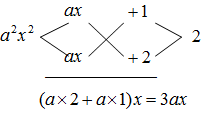 ax +1
a²x² 2
ax +2
(a×2+a×1)x=3ax